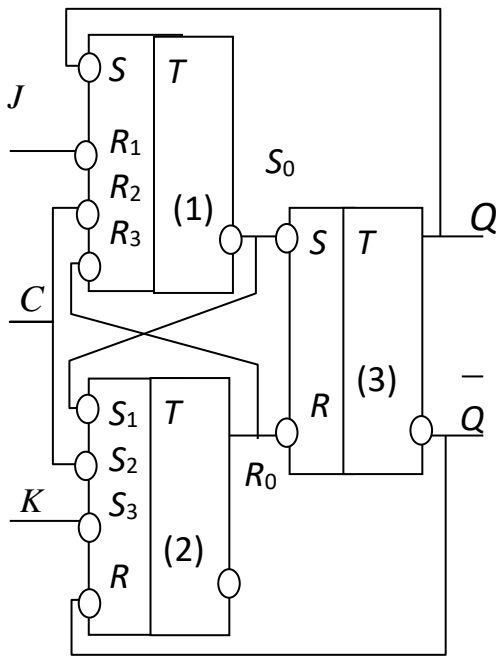 J
C
K
S T
R₁
R₂
R₃
(1)
S₀
S₁ T
S₂
S₃
R
(2)
R₀
S T
R
(3)
Q
Q̅